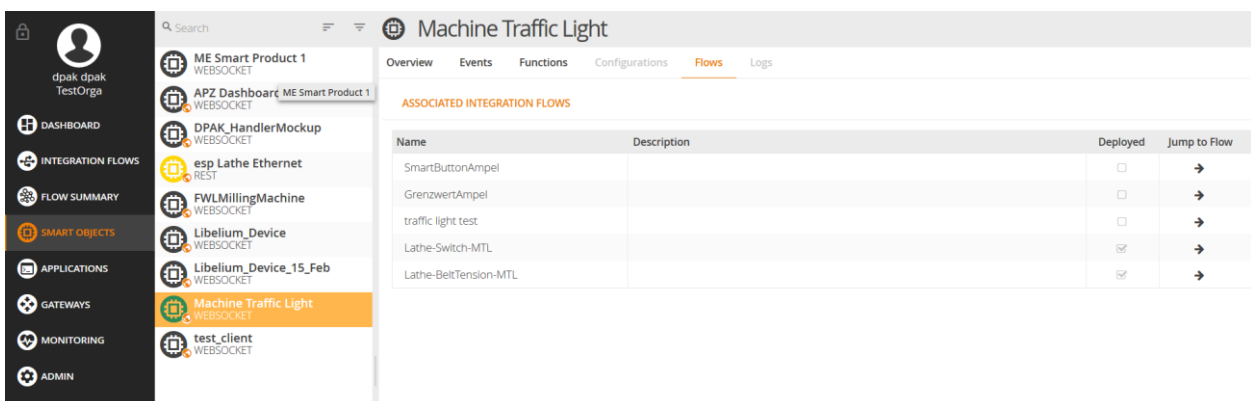 dpak dpak
TestOrga
DASHBOARD
INTEGRATION FLOWS
FLOW SUMMARY
SMART OBJECTS
APPLICATIONS
GATEWAYS
MONITORING
ADMIN
Search
ME Smart Product 1
WEBSOCKET
APZ Dashboard
WEBSOCKET
ME Smart Product 1
DPAK_HandlerMockup
WEBSOCKET
esp Lathe Ethernet
REST
FWLMillingMachine
WEBSOCKET
Libelium_Device
WEBSOCKET
Libelium_Device_15_Feb
WEBSOCKET
Machine Traffic Light
WEBSOCKET
test_client
WEBSOCKET
Machine Traffic Light
Overview Events Functions Configurations Flows Logs
ASSOCIATED INTEGRATION FLOWS
Name Description Deployed Jump to Flow
SmartButtonAmpel
GrenzwertAmpel
traffic light test
Lathe-Switch-MTL
Lathe-BeltTension-MTL